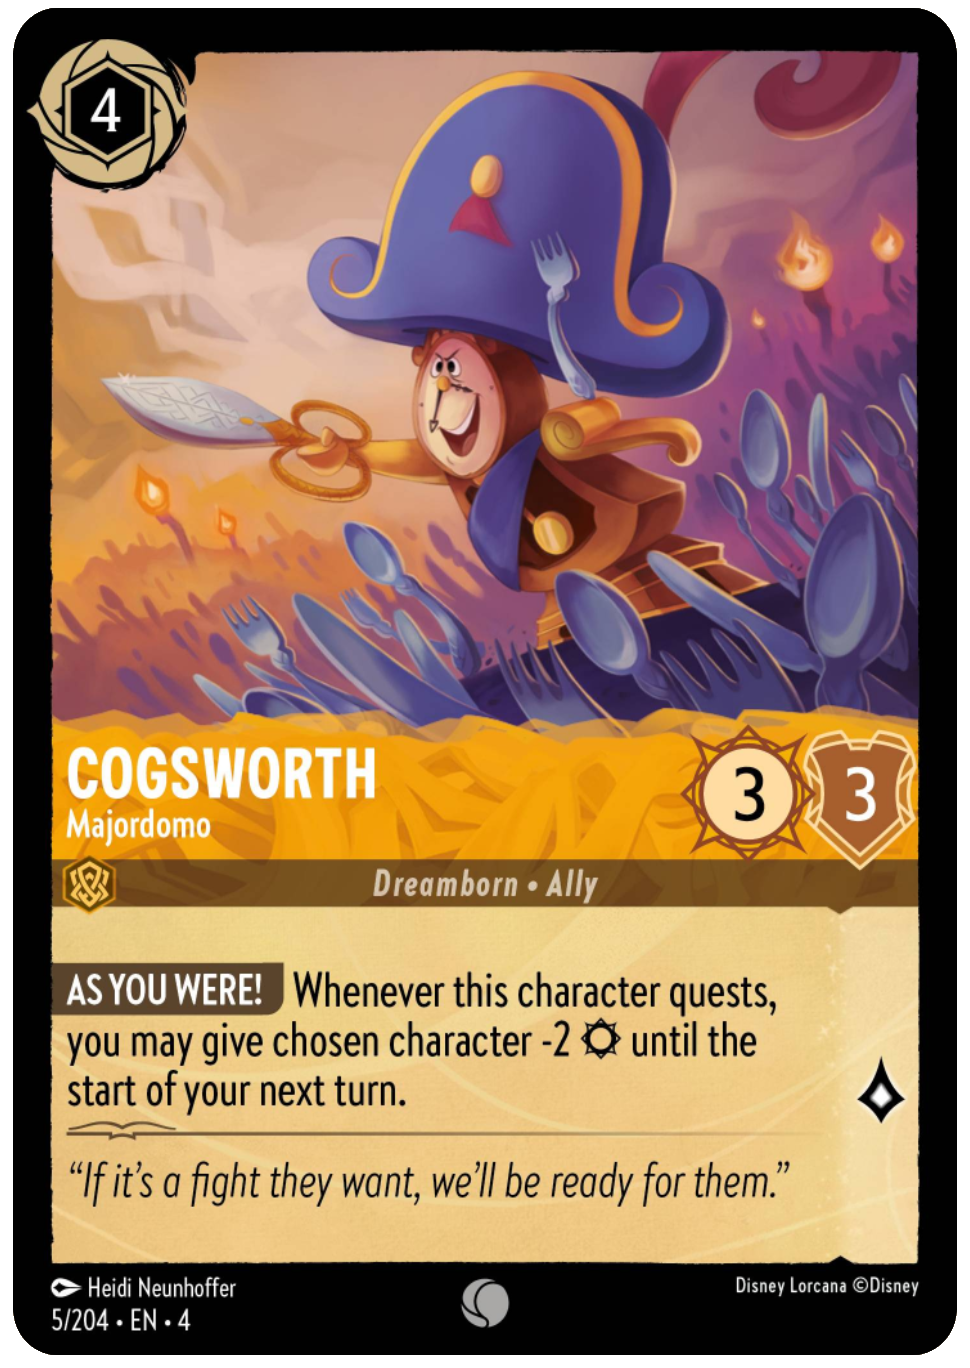 4
COGSWORTH
Majordomo
3
3
Dreamborn • Ally
AS YOU WERE! Whenever this character quests,
you may give chosen character -2 until the
start of your next turn.
“If it’s a fight they want, we’ll be ready for them.”
Heidi Neunhoffer
5/204 • EN • 4
Disney Lorcana ©Disney